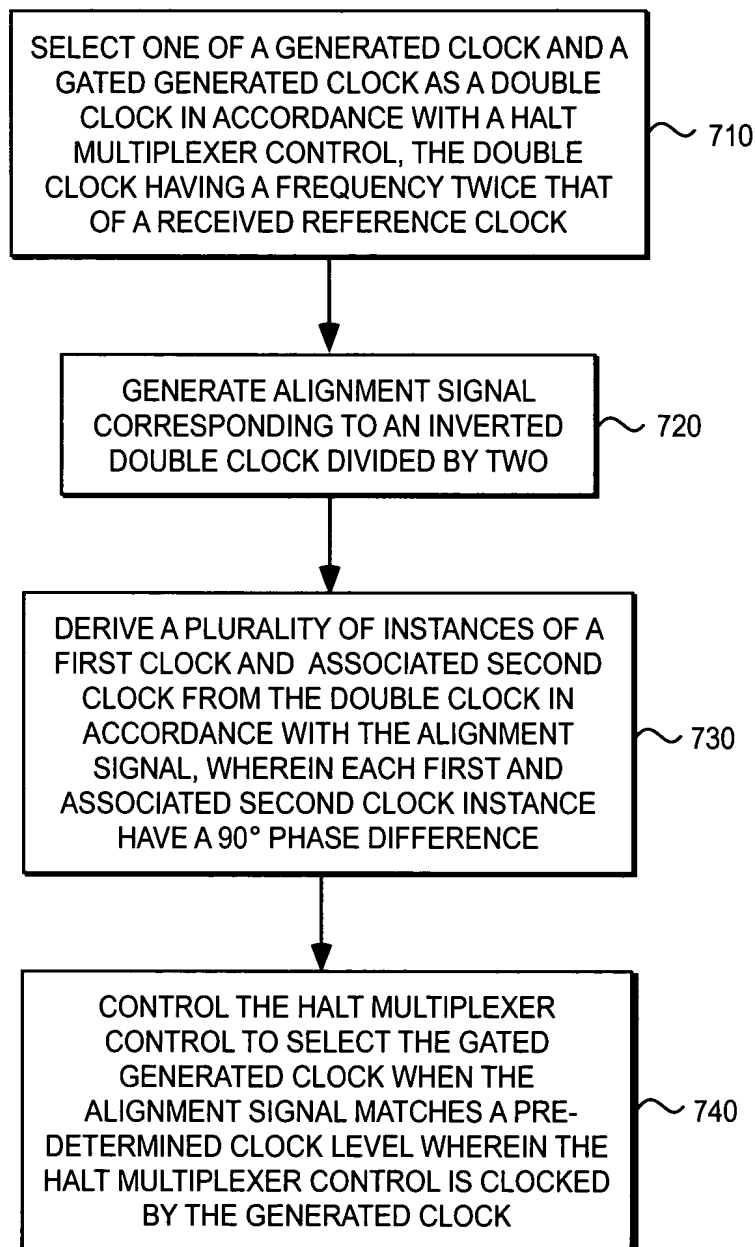 SELECT ONE OF A GENERATED CLOCK AND A
GATED GENERATED CLOCK AS A DOUBLE
CLOCK IN ACCORDANCE WITH A HALT
MULTIPLEXER CONTROL, THE DOUBLE
CLOCK HAVING A FREQUENCY TWICE THAT
OF A RECEIVED REFERENCE CLOCK
710
GENERATE ALIGNMENT SIGNAL
CORRESPONDING TO AN INVERTED
DOUBLE CLOCK DIVIDED BY TWO
720
DERIVE A PLURALITY OF INSTANCES OF A
FIRST CLOCK AND ASSOCIATED SECOND
CLOCK FROM THE DOUBLE CLOCK IN
ACCORDANCE WITH THE ALIGNMENT
SIGNAL, WHEREIN EACH FIRST AND
ASSOCIATED SECOND CLOCK INSTANCE
HAVE A 90° PHASE DIFFERENCE
730
CONTROL THE HALT MULTIPLEXER
CONTROL TO SELECT THE GATED
GENERATED CLOCK WHEN THE
ALIGNMENT SIGNAL MATCHES A PRE-
DETERMINED CLOCK LEVEL WHEREIN THE
HALT MULTIPLEXER CONTROL IS CLOCKED
BY THE GENERATED CLOCK
740